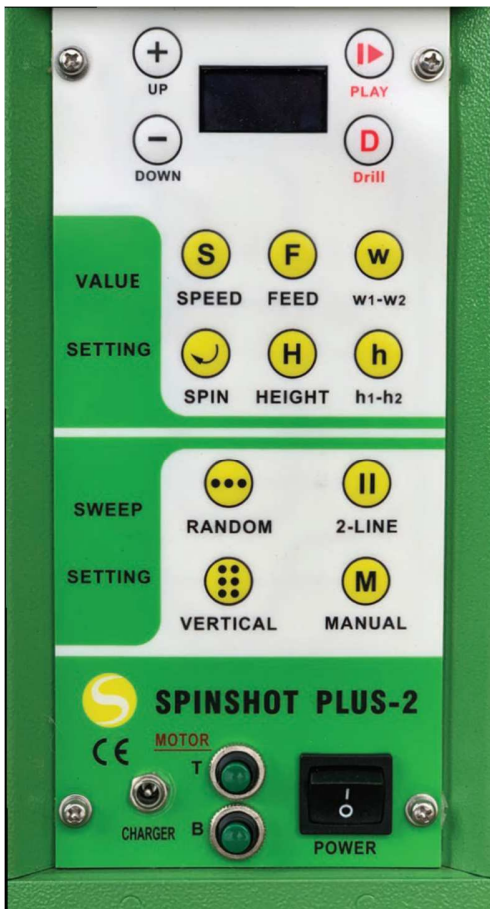 UP
PLAY
DOWN
D
Drill
VALUE
SETTING
S F w
SPEED FEED w1-w2
H h
SPIN HEIGHT h1-h2
SWEEP
SETTING
RANDOM 2-LINE
M
VERTICAL MANUAL
S SPINSHOT PLUS-2
CE MOTOR
T
B
CHARGER
I
O
POWER